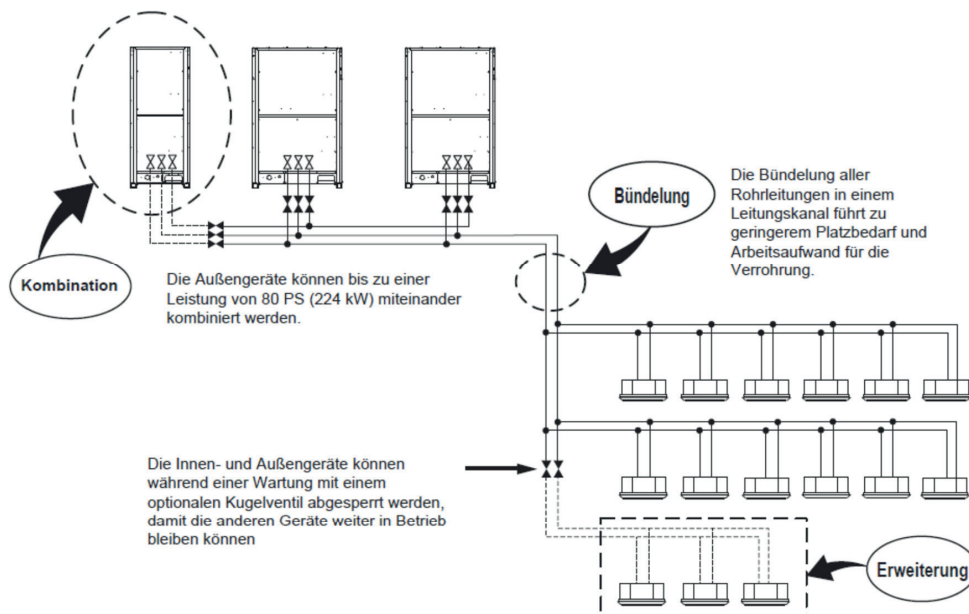 Kombination
Die Außengeräte können bis zu einer
Leistung von 80 PS (224 kW) miteinander
kombiniert werden.
Bündelung
Die Bündelung aller
Rohrleitungen in einem
Leitungskanal führt zu
geringerem Platzbedarf und
Arbeitsaufwand für die
Verrohrung.
Die Innen- und Außengeräte können
während einer Wartung mit einem
optionalen Kugelventil abgesperrt werden,
damit die anderen Geräte weiter in Betrieb
bleiben können
Erweiterung